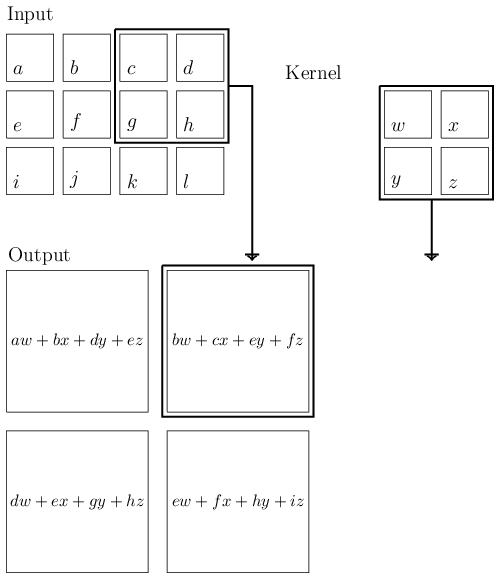 Input
a b c d
Kernel
e f g h
w x
i j k l
y z
Output
aw + bx + dy + ez
bw + cx + ey + fz
dw + ex + gy + hz
ew + fx + hy + iz